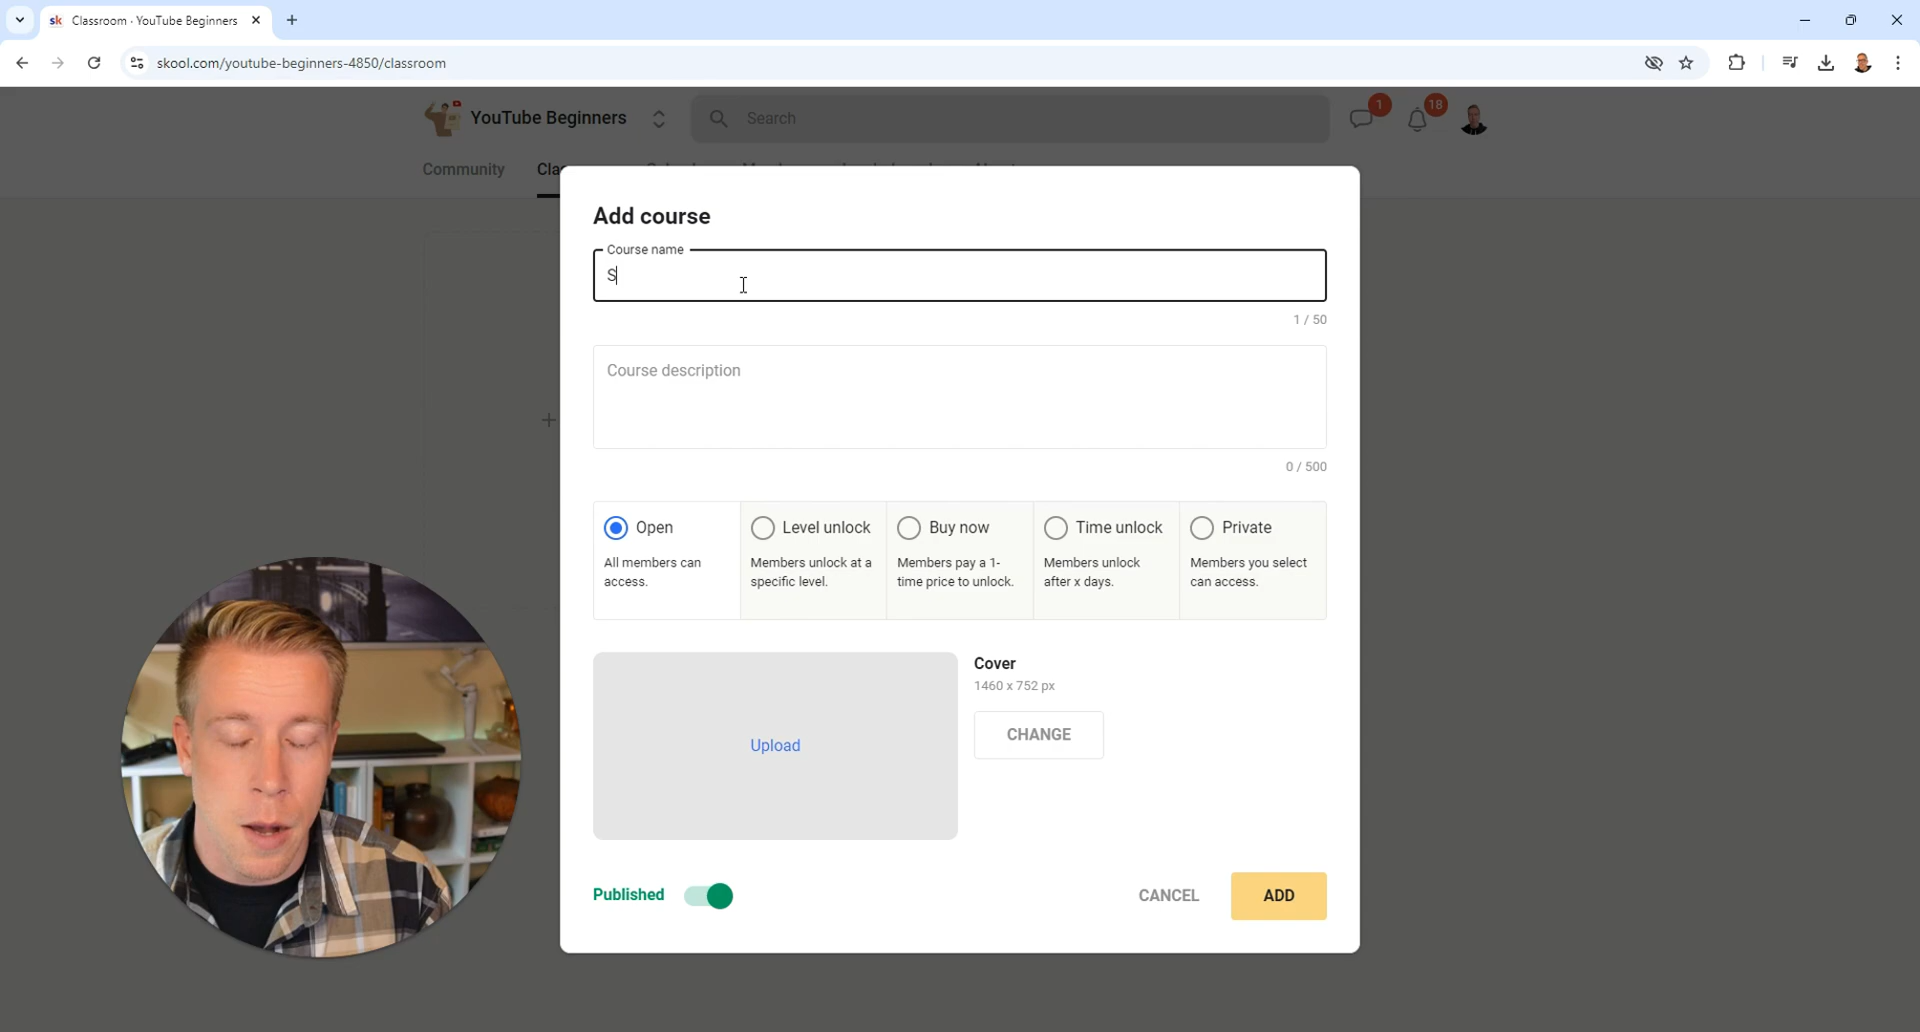 sk Classroom · YouTube Beginners
skool.com/youtube-beginners-4850/classroom
YouTube Beginners
Search
1
18
Community
Add course
Course name
S
1 / 50
Course description
0 / 500
Open
Level unlock
Buy now
Time unlock
Private
All members can access.
Members unlock at a specific level.
Members pay a 1-time price to unlock.
Members unlock after x days.
Members you select can access.
Upload
Cover
1460 x 752 px
CHANGE
Published
CANCEL
ADD